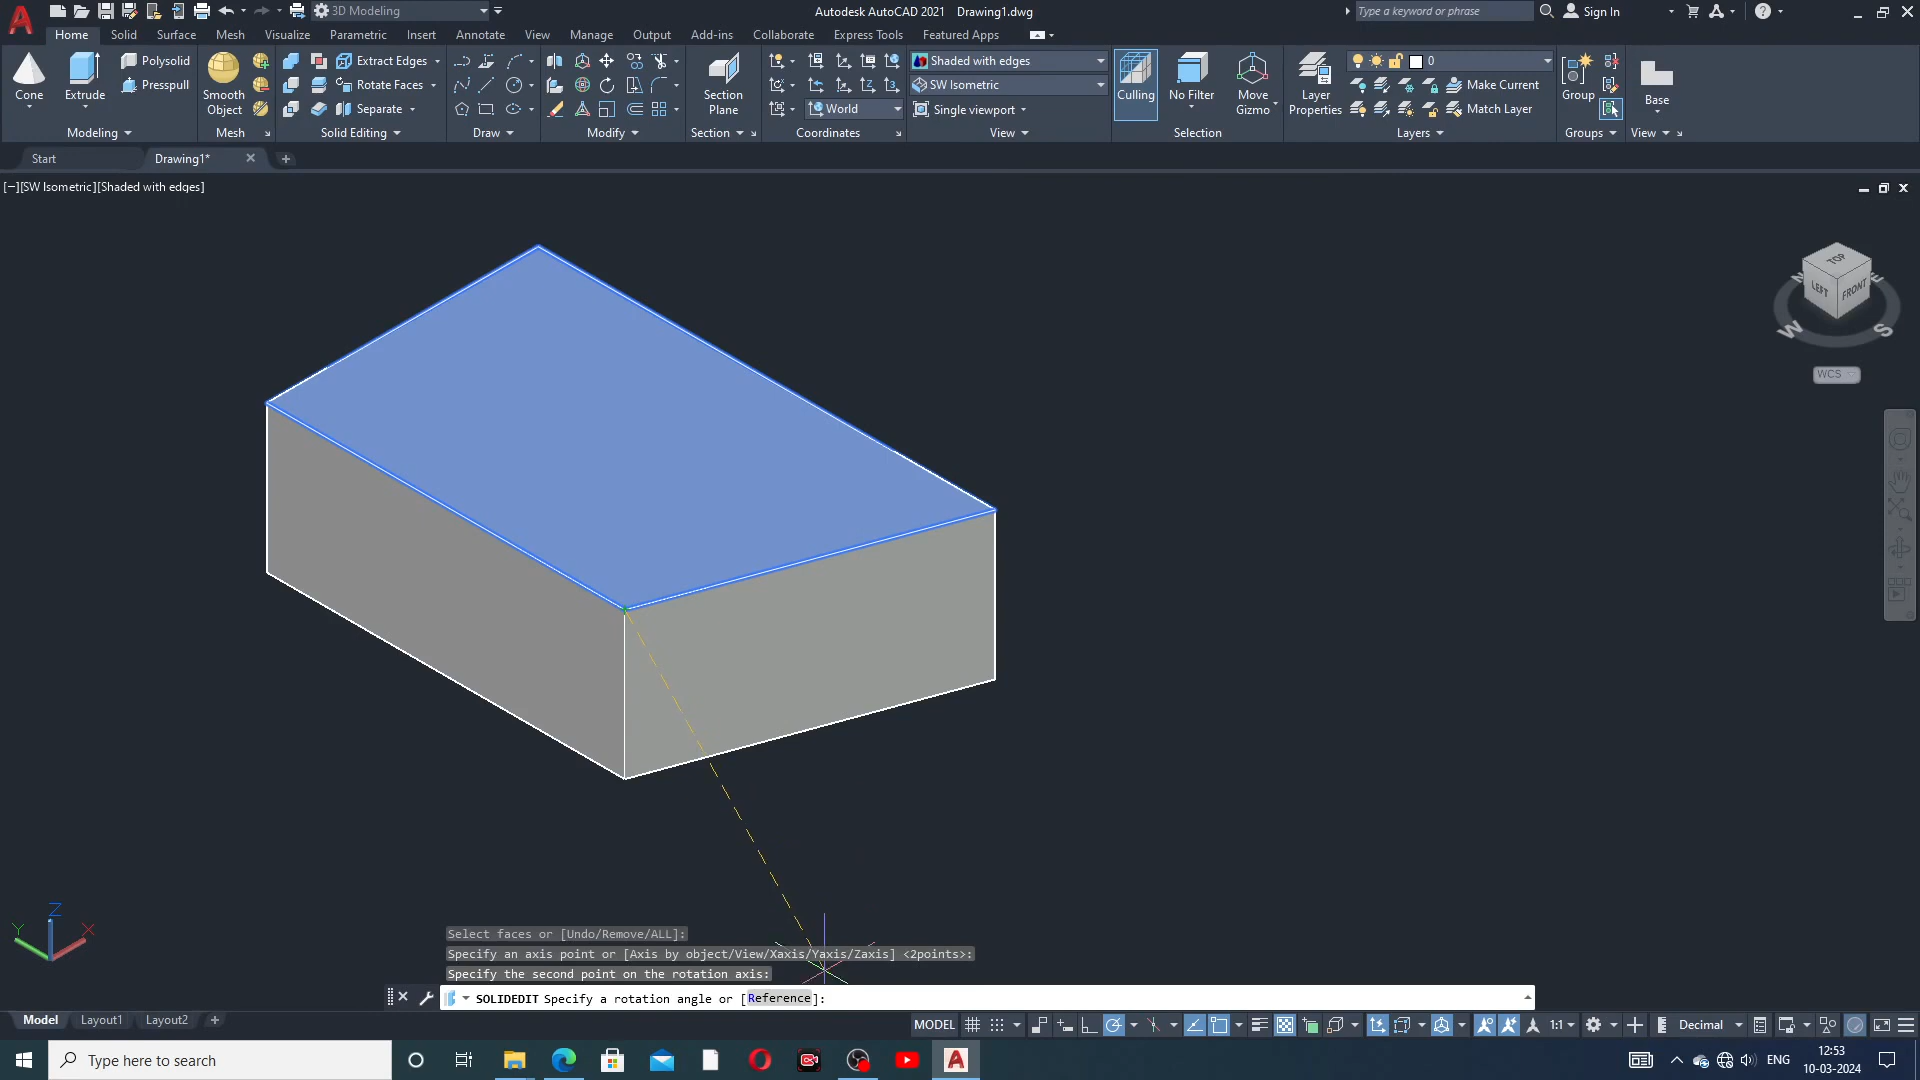 3D Modeling
Autodesk AutoCAD 2021 Drawing1.dwg
Type a keyword or phrase
Sign In
Home Solid Surface Mesh Visualize Parametric Insert Annotate View Manage Output Add-ins Collaborate Express Tools Featured Apps
Cone
Extrude
Polysolid
Presspull
Modeling
Smooth
Object
Mesh
Extract Edges
Rotate Faces
Separate
Solid Editing
Draw
Modify
Section
Plane
Section
World
Coordinates
Shaded with edges
SW Isometric
Single viewport
View
Culling
No Filter
Move
Gizmo
Selection
Layer
Properties
0
Make Current
Match Layer
Layers
Group
Groups
Base
View
Start
Drawing1*
[−][SW Isometric][Shaded with edges]
TOP
LEFT
FRONT
N
E
W
S
WCS
Z
Y
X
Select faces or [Undo/Remove/ALL]:
Specify an axis point or [Axis by object/View/Xaxis/Yaxis/Zaxis] <2points>:
Specify the second point on the rotation axis:
SOLIDEDIT Specify a rotation angle or [Reference]:
Model Layout1 Layout2
MODEL
1:1
Decimal
Type here to search
ENG
12:53
10-03-2024